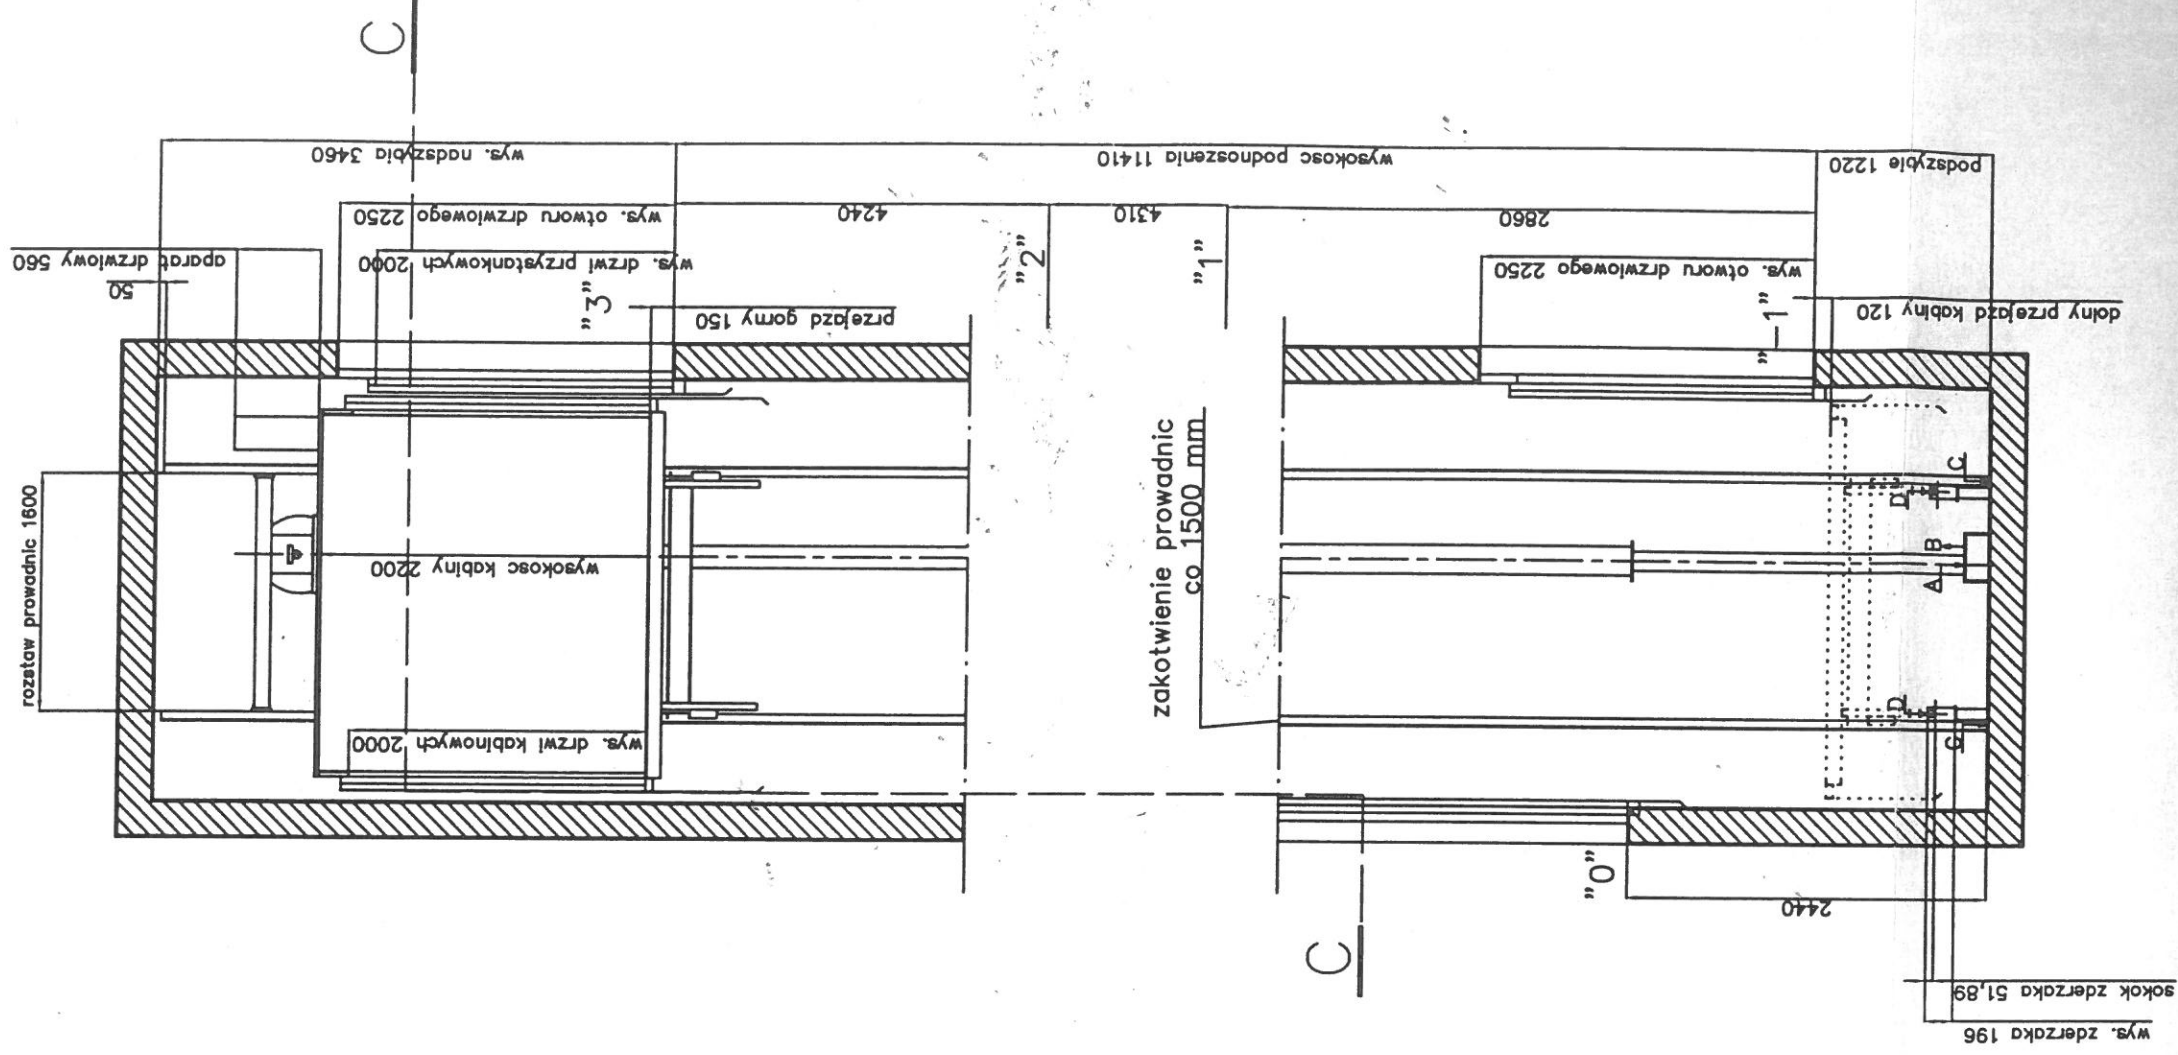 C
wys. nadszybia 3460
wysokosc podnoszenia 11410
podszybie 1220
wys. otworu drzwiowego 2250
4240
4310
2860
aparat drzwiowy 560
wys. drzwi przystankowych 2000
wys. otworu drzwiowego 2250
50
"3"
"2"
"1"
"-1"
przejazd gorny 150
dolny przejazd kabiny 120
rozstaw prowadnic 1600
wysokosc kabiny 2200
zakotwienie prowadnic
co 1500 mm
C
D
B
A
D
C
wys. drzwi kabinowych 2000
"0"
2440
C
sokok zderzaka 51,89
wys. zderzaka 196